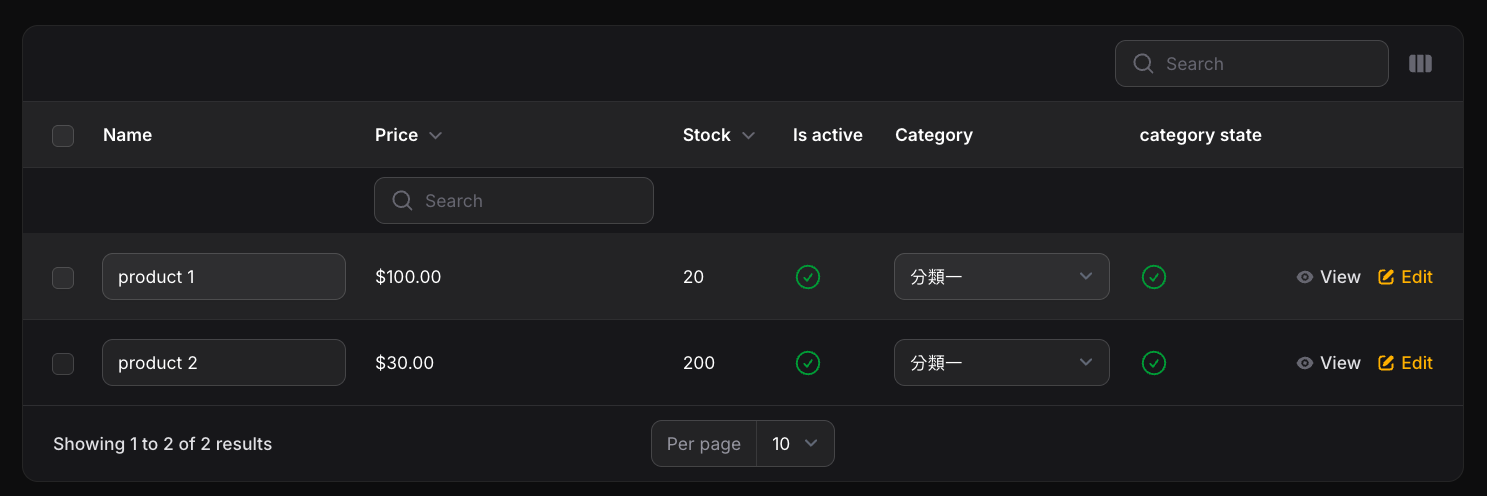 Search
Name Price Stock Is active Category category state
Search
product 1 $100.00 20 分類一 View Edit
product 2 $30.00 200 分類一 View Edit
Showing 1 to 2 of 2 results Per page 10